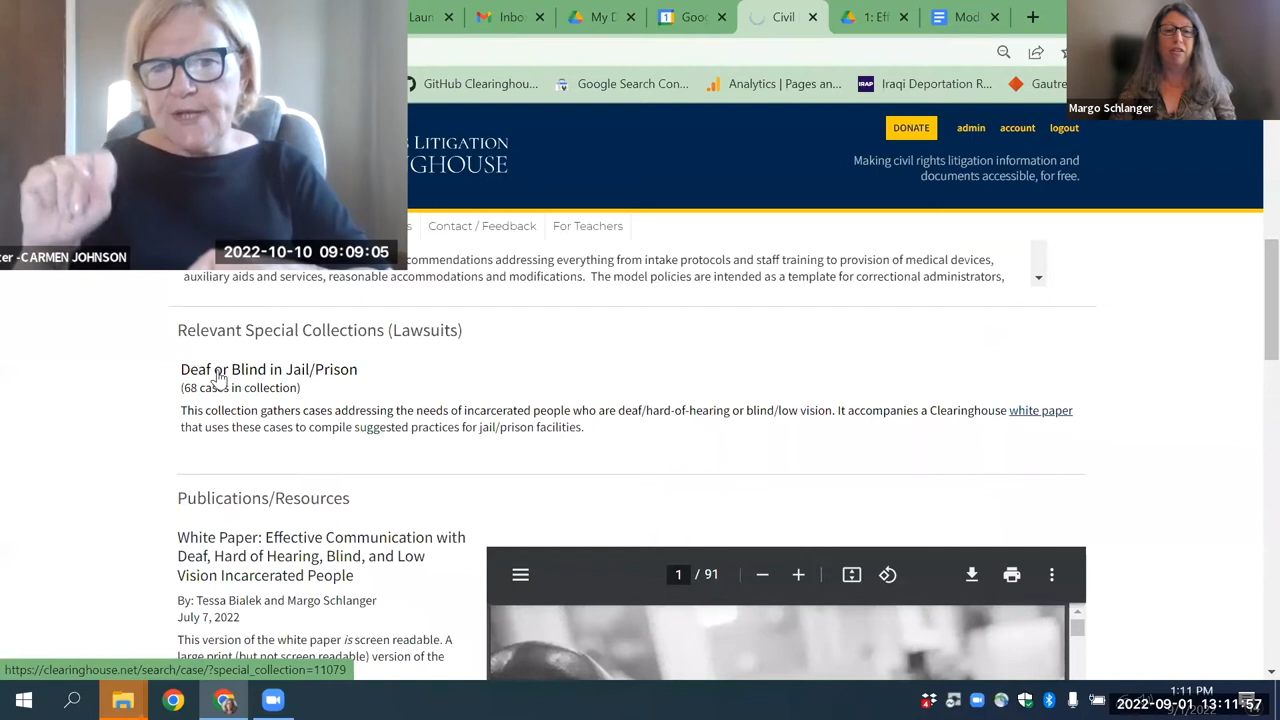 Laun
Inbo
My D
Goo
Civil
1: Eff
Mod
GitHub Clearinghou...
Google Search Con...
Analytics | Pages an...
IRAP
Iraqi Deportation R...
Gautre
Margo Schlanger
DONATE
admin
account
logout
S LITIGATION
NGHOUSE
Making civil rights litigation information and
documents accessible, for free.
s
Contact / Feedback
For Teachers
ter -CARMEN JOHNSON
2022-10-10 09:09:05
commendations addressing everything from intake protocols and staff training to provision of medical devices,
auxiliary aids and services, reasonable accommodations and modifications. The model policies are intended as a template for correctional administrators,
Relevant Special Collections (Lawsuits)
Deaf or Blind in Jail/Prison
(68 cases in collection)
This collection gathers cases addressing the needs of incarcerated people who are deaf/hard-of-hearing or blind/low vision. It accompanies a Clearinghouse white paper
that uses these cases to compile suggested practices for jail/prison facilities.
Publications/Resources
White Paper: Effective Communication with
Deaf, Hard of Hearing, Blind, and Low
Vision Incarcerated People
1 / 91
By: Tessa Bialek and Margo Schlanger
July 7, 2022
This version of the white paper is screen readable. A
large print (but not screen readable) version of the
https://clearinghouse.net/search/case/?special_collection=11079
1:11 PM
2022-09-01 13:11:57